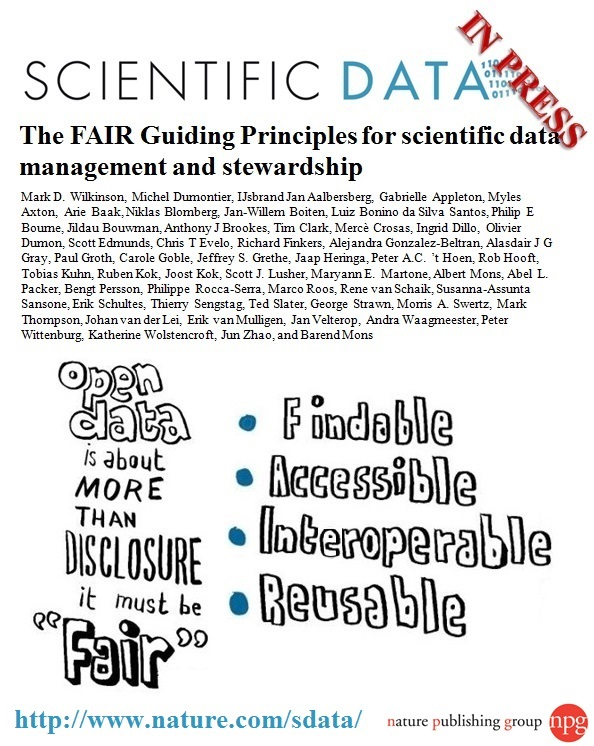 SCIENTIFIC DATA
IN PRESS
The FAIR Guiding Principles for scientific data
management and stewardship
Mark D. Wilkinson, Michel Dumontier, IJsbrand Jan Aalbersberg, Gabrielle Appleton, Myles
Axton, Arie Baak, Niklas Blomberg, Jan-Willem Boiten, Luiz Bonino da Silva Santos, Philip E
Bourne, Jildau Bouwman, Anthony J Brookes, Tim Clark, Mercè Crosas, Ingrid Dillo, Olivier
Dumon, Scott Edmunds, Chris T Evelo, Richard Finkers, Alejandra Gonzalez-Beltran, Alasdair J G
Gray, Paul Groth, Carole Goble, Jeffrey S. Grethe, Jaap Heringa, Peter A.C. 't Hoen, Rob Hooft,
Tobias Kuhn, Ruben Kok, Joost Kok, Scott J. Lusher, Maryann E. Martone, Albert Mons, Abel L.
Packer, Bengt Persson, Philippe Rocca-Serra, Marco Roos, Rene van Schaik, Susanna-Assunta
Sansone, Erik Schultes, Thierry Sengstag, Ted Slater, George Strawn, Morris A. Swertz, Mark
Thompson, Johan van der Lei, Erik van Mulligen, Jan Velterop, Andra Waagmeester, Peter
Wittenburg, Katherine Wolstencroft, Jun Zhao, and Barend Mons
open
data
is about
MORE
THAN
DISCLOSURE
it must be
"Fair"
• Findable
• Accessible
• Interoperable
• Reusable
http://www.nature.com/sdata/
nature publishing group npg